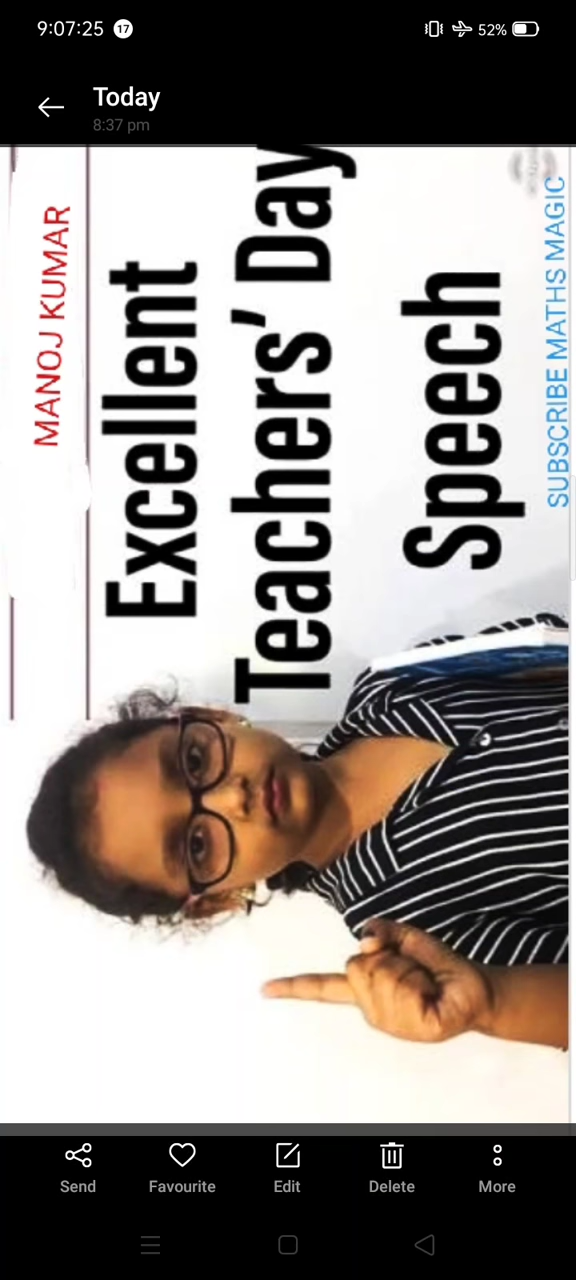 9:07:25 17
52%
Today
8:37 pm
MANOJ KUMAR
Excellent
Teachers' Day
Speech
SUBSCRIBE MATHS MAGIC
Send Favourite Edit Delete More